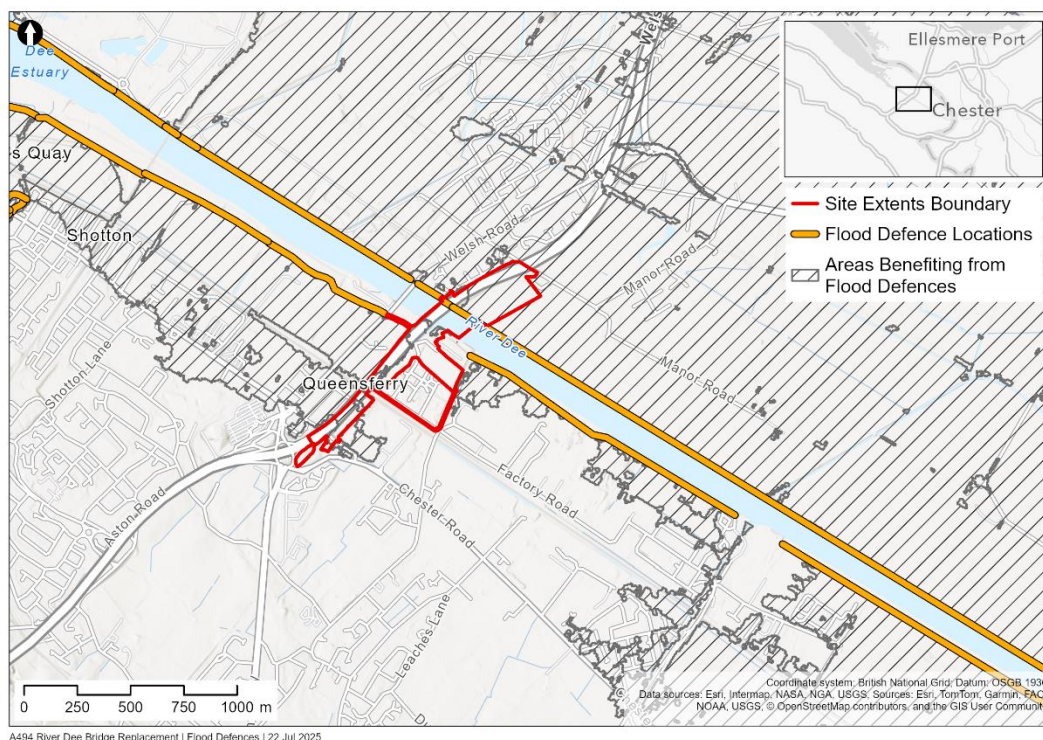 Dee
Estuary
s Quay
Shotton
Shotton Lane
Aston Road
Queensferry
Welsh Road
Wels
River Dee
Manor Road
Manor Road
Factory Road
Chester Road
Leaches Lane
Ellesmere Port
Chester
Site Extents Boundary
Flood Defence Locations
Areas Benefiting from
Flood Defences
0 250 500 750 1000 m
Coordinate system; British National Grid; Datum: OSGB 193
Data sources: Esri, Intermap, NASA, NGA, USGS. Sources: Esri, TomTom, Garmin, FAO
NOAA, USGS, © OpenStreetMap contributors, and the GIS User Communit
A494 River Dee Bridge Replacement | Flood Defences | 22 Jul 2025